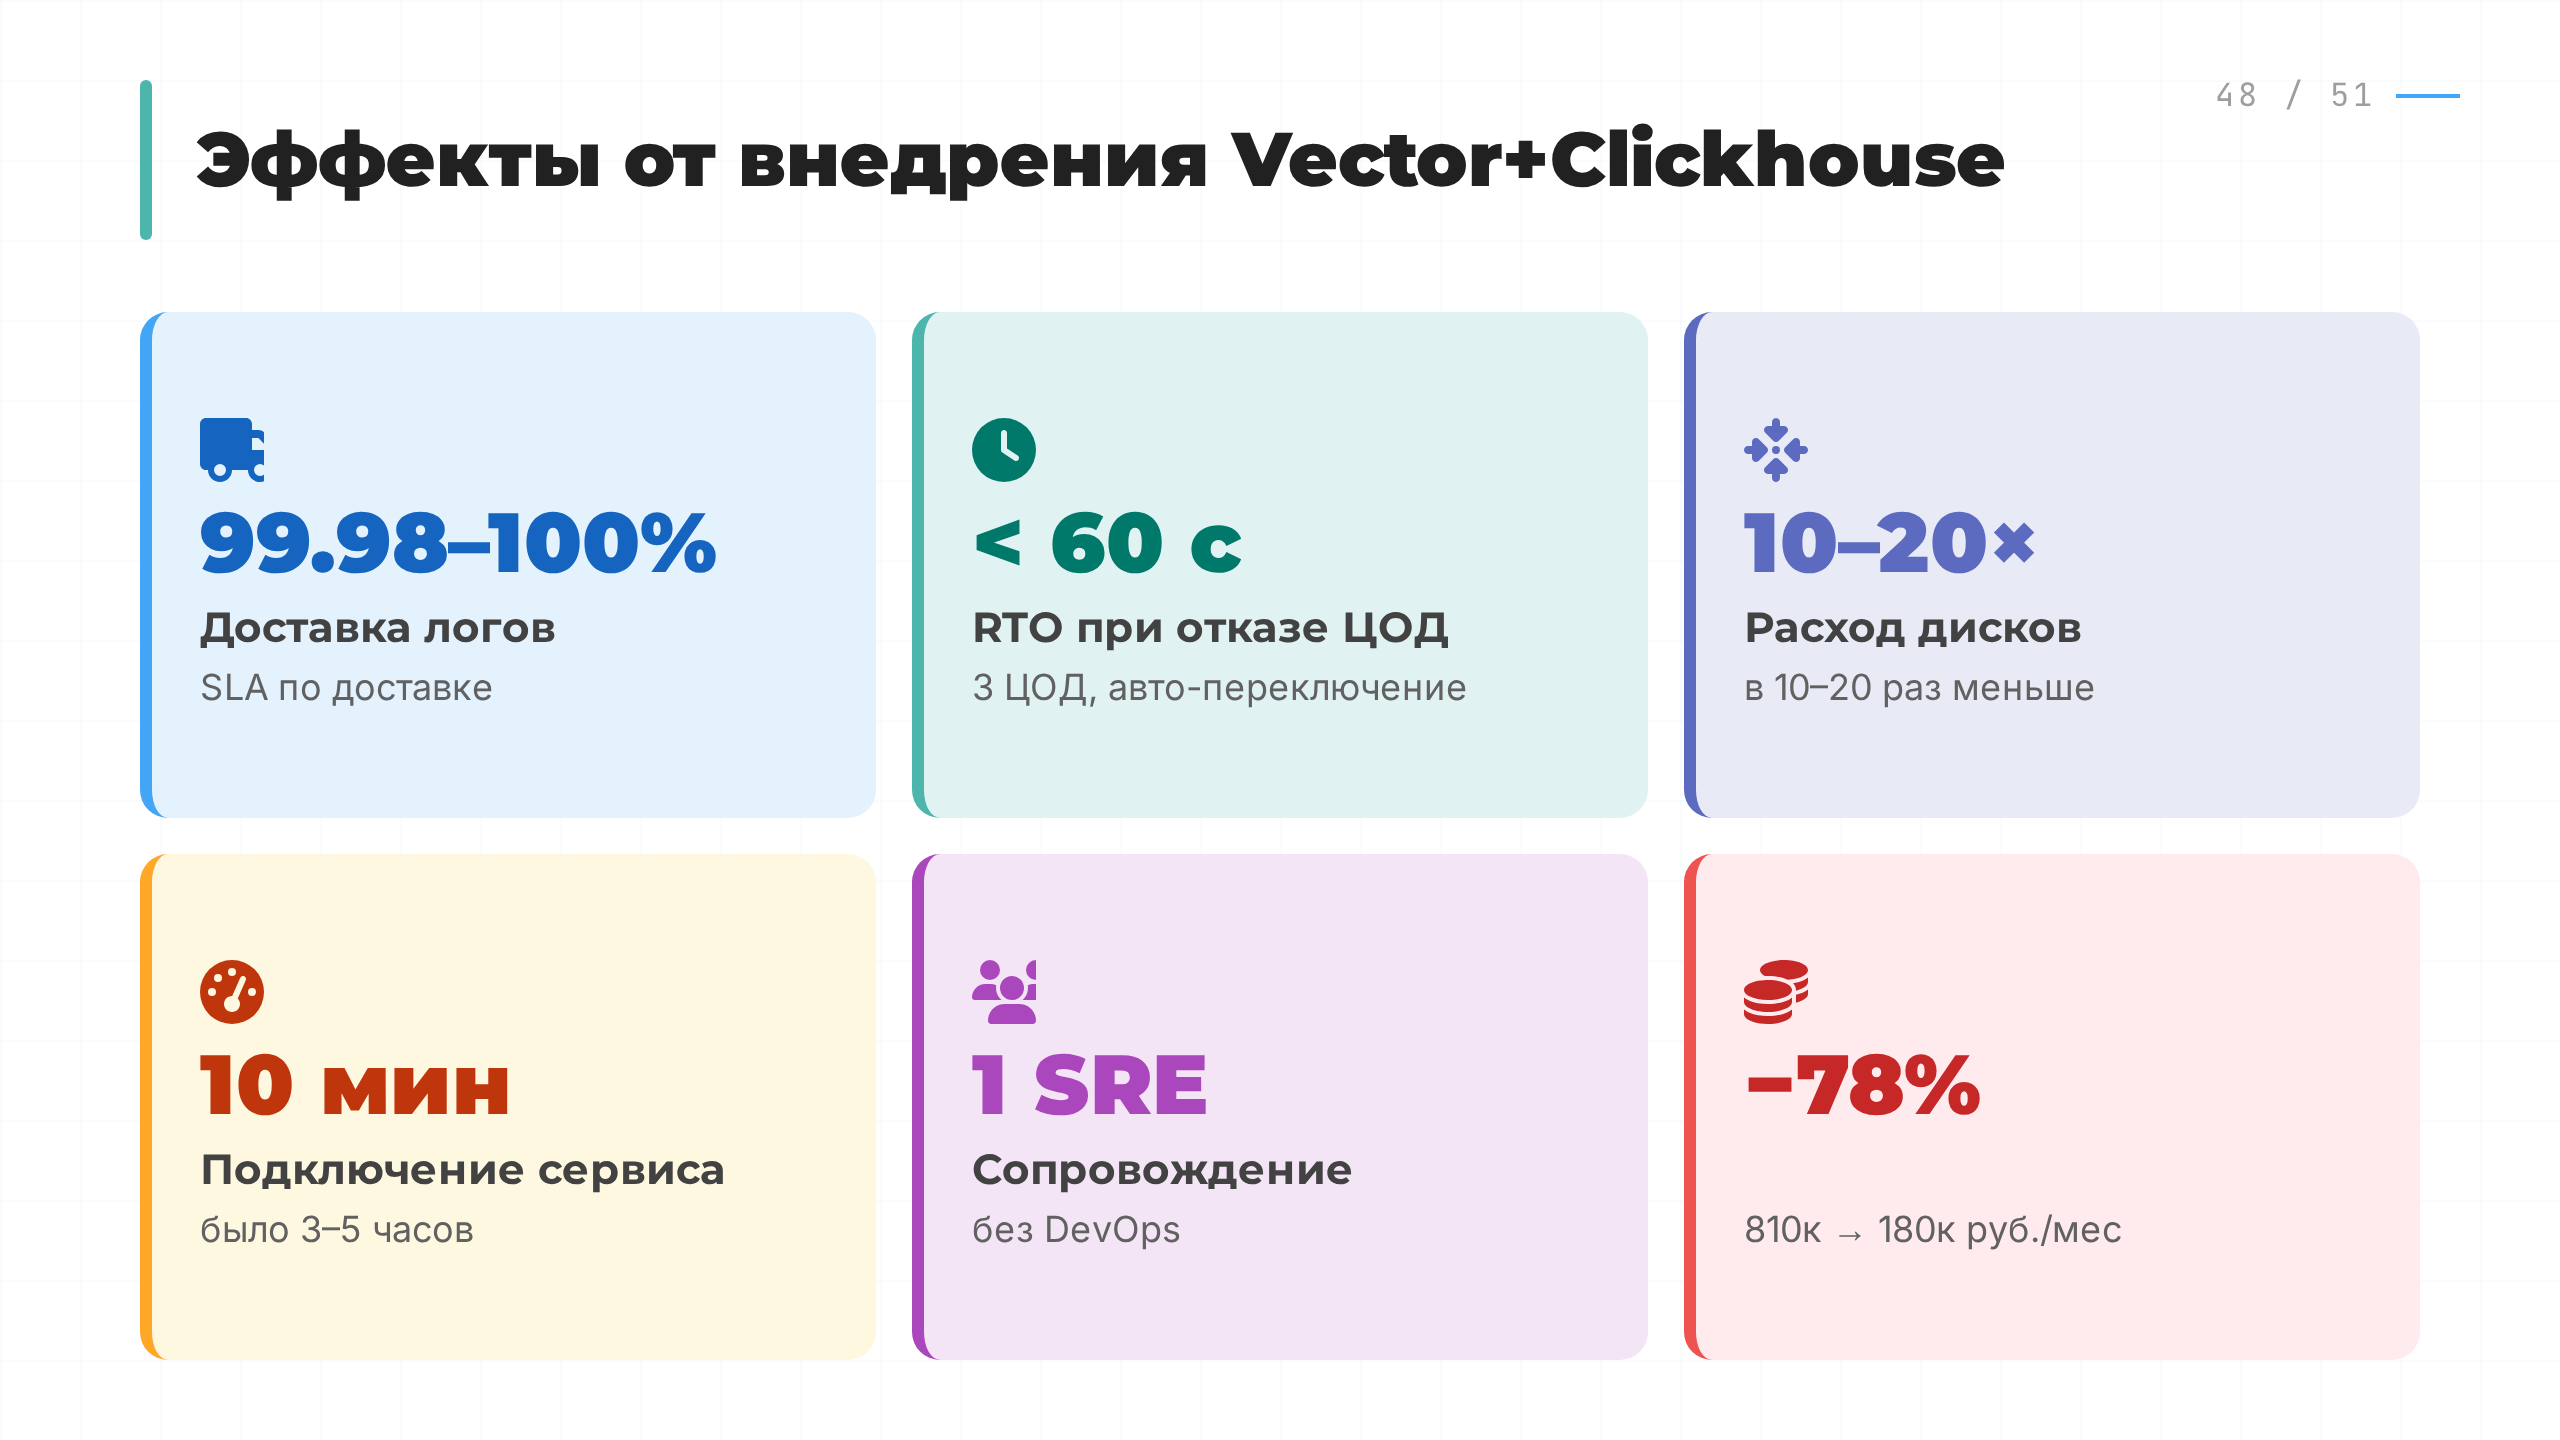 48 / 51
Эффекты от внедрения Vector+Clickhouse
99.98–100%
Доставка логов
SLA по доставке
< 60 с
RTO при отказе ЦОД
3 ЦОД, авто-переключение
10–20×
Расход дисков
в 10–20 раз меньше
10 мин
Подключение сервиса
было 3–5 часов
1 SRE
Сопровождение
без DevOps
−78%
810к → 180к руб./мес